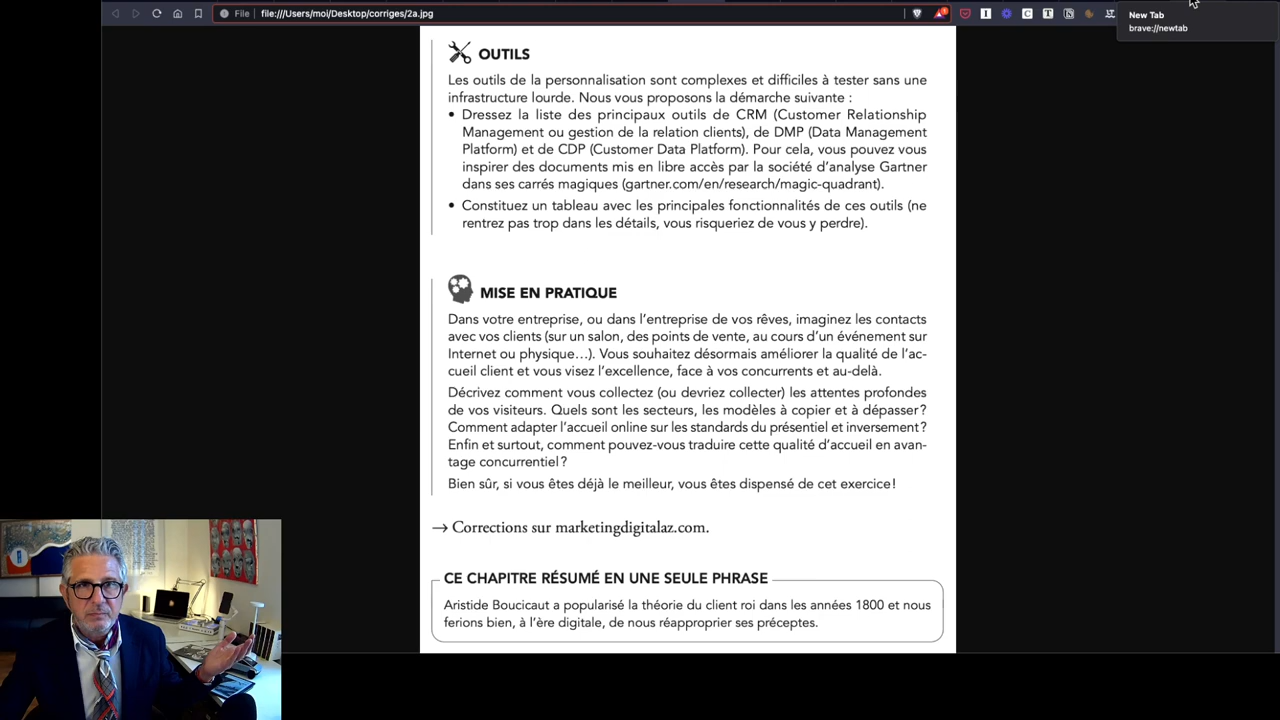 File
file:///Users/moi/Desktop/corriges/2a.jpg
New Tab
brave://newtab
OUTILS
Les outils de la personnalisation sont complexes et difficiles à tester sans une
infrastructure lourde. Nous vous proposons la démarche suivante :
• Dressez la liste des principaux outils de CRM (Customer Relationship
Management ou gestion de la relation clients), de DMP (Data Management
Platform) et de CDP (Customer Data Platform). Pour cela, vous pouvez vous
inspirer des documents mis en libre accès par la société d'analyse Gartner
dans ses carrés magiques (gartner.com/en/research/magic-quadrant).
• Constituez un tableau avec les principales fonctionnalités de ces outils (ne
rentrez pas trop dans les détails, vous risqueriez de vous y perdre).
MISE EN PRATIQUE
Dans votre entreprise, ou dans l'entreprise de vos rêves, imaginez les contacts
avec vos clients (sur un salon, des points de vente, au cours d'un événement sur
Internet ou physique…). Vous souhaitez désormais améliorer la qualité de l'ac-
cueil client et vous visez l'excellence, face à vos concurrents et au-delà.
Décrivez comment vous collectez (ou devriez collecter) les attentes profondes
de vos visiteurs. Quels sont les secteurs, les modèles à copier et à dépasser ?
Comment adapter l'accueil online sur les standards du présentiel et inversement ?
Enfin et surtout, comment pouvez-vous traduire cette qualité d'accueil en avan-
tage concurrentiel ?
Bien sûr, si vous êtes déjà le meilleur, vous êtes dispensé de cet exercice !
→ Corrections sur marketingdigitalaz.com.
CE CHAPITRE RÉSUMÉ EN UNE SEULE PHRASE
Aristide Boucicaut a popularisé la théorie du client roi dans les années 1800 et nous
ferions bien, à l'ère digitale, de nous réapproprier ses préceptes.